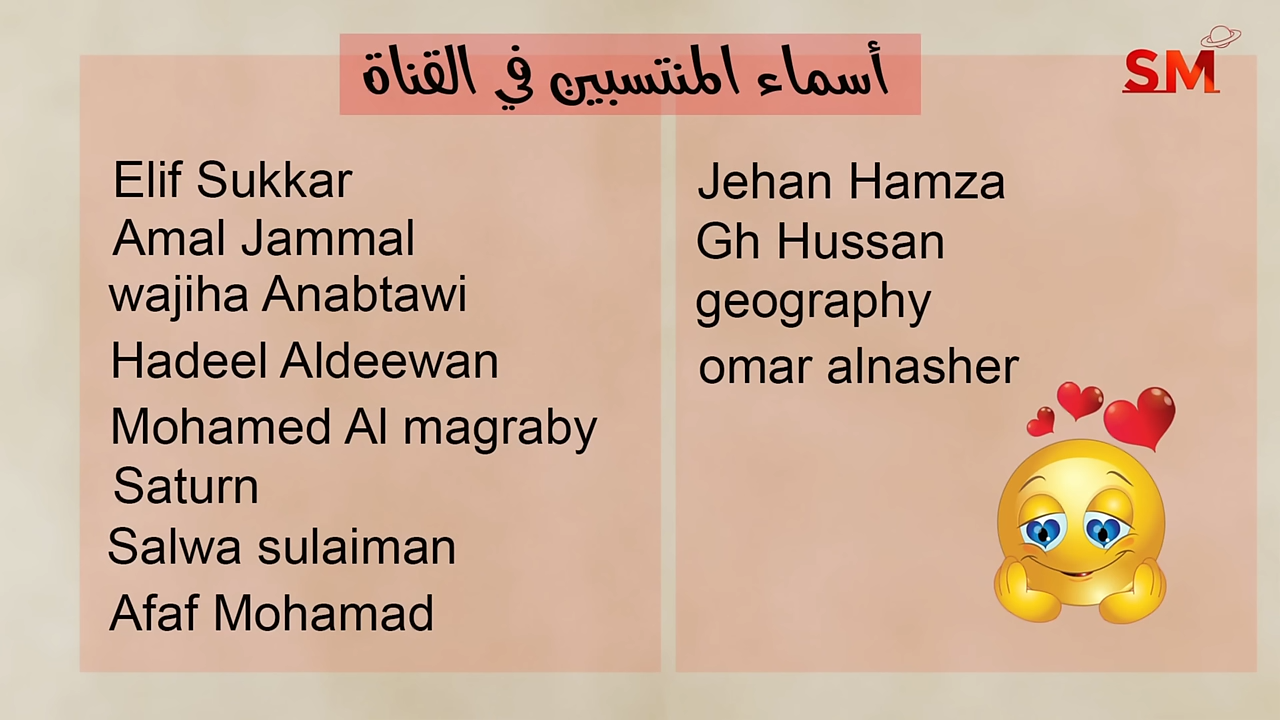 أسماء المنتسبين في القناة
SM
Elif Sukkar
Amal Jammal
wajiha Anabtawi
Hadeel Aldeewan
Mohamed Al magraby
Saturn
Salwa sulaiman
Afaf Mohamad
Jehan Hamza
Gh Hussan
geography
omar alnasher